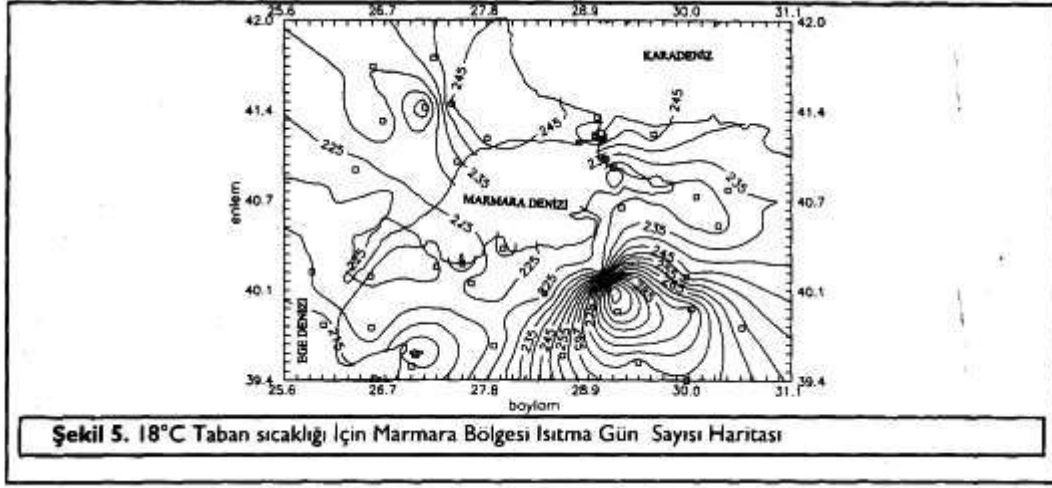 25.6 26.7 27.8 28.9 30.0 31.1
42.0 42.0
KARADENİZ
245 245
41.4 41.4
245
225
235
235
enlem
40.7 40.7
MARMARA DENİZİ
225
235
225
245
40.1 40.1
EGE DENİZİ
235 245 255
39.4 39.4
25.6 26.7 27.8 28.9 30.0 31.1
boylam
Şekil 5. 18°C Taban sıcaklığı İçin Marmara Bölgesi Isıtma Gün Sayısı Haritası